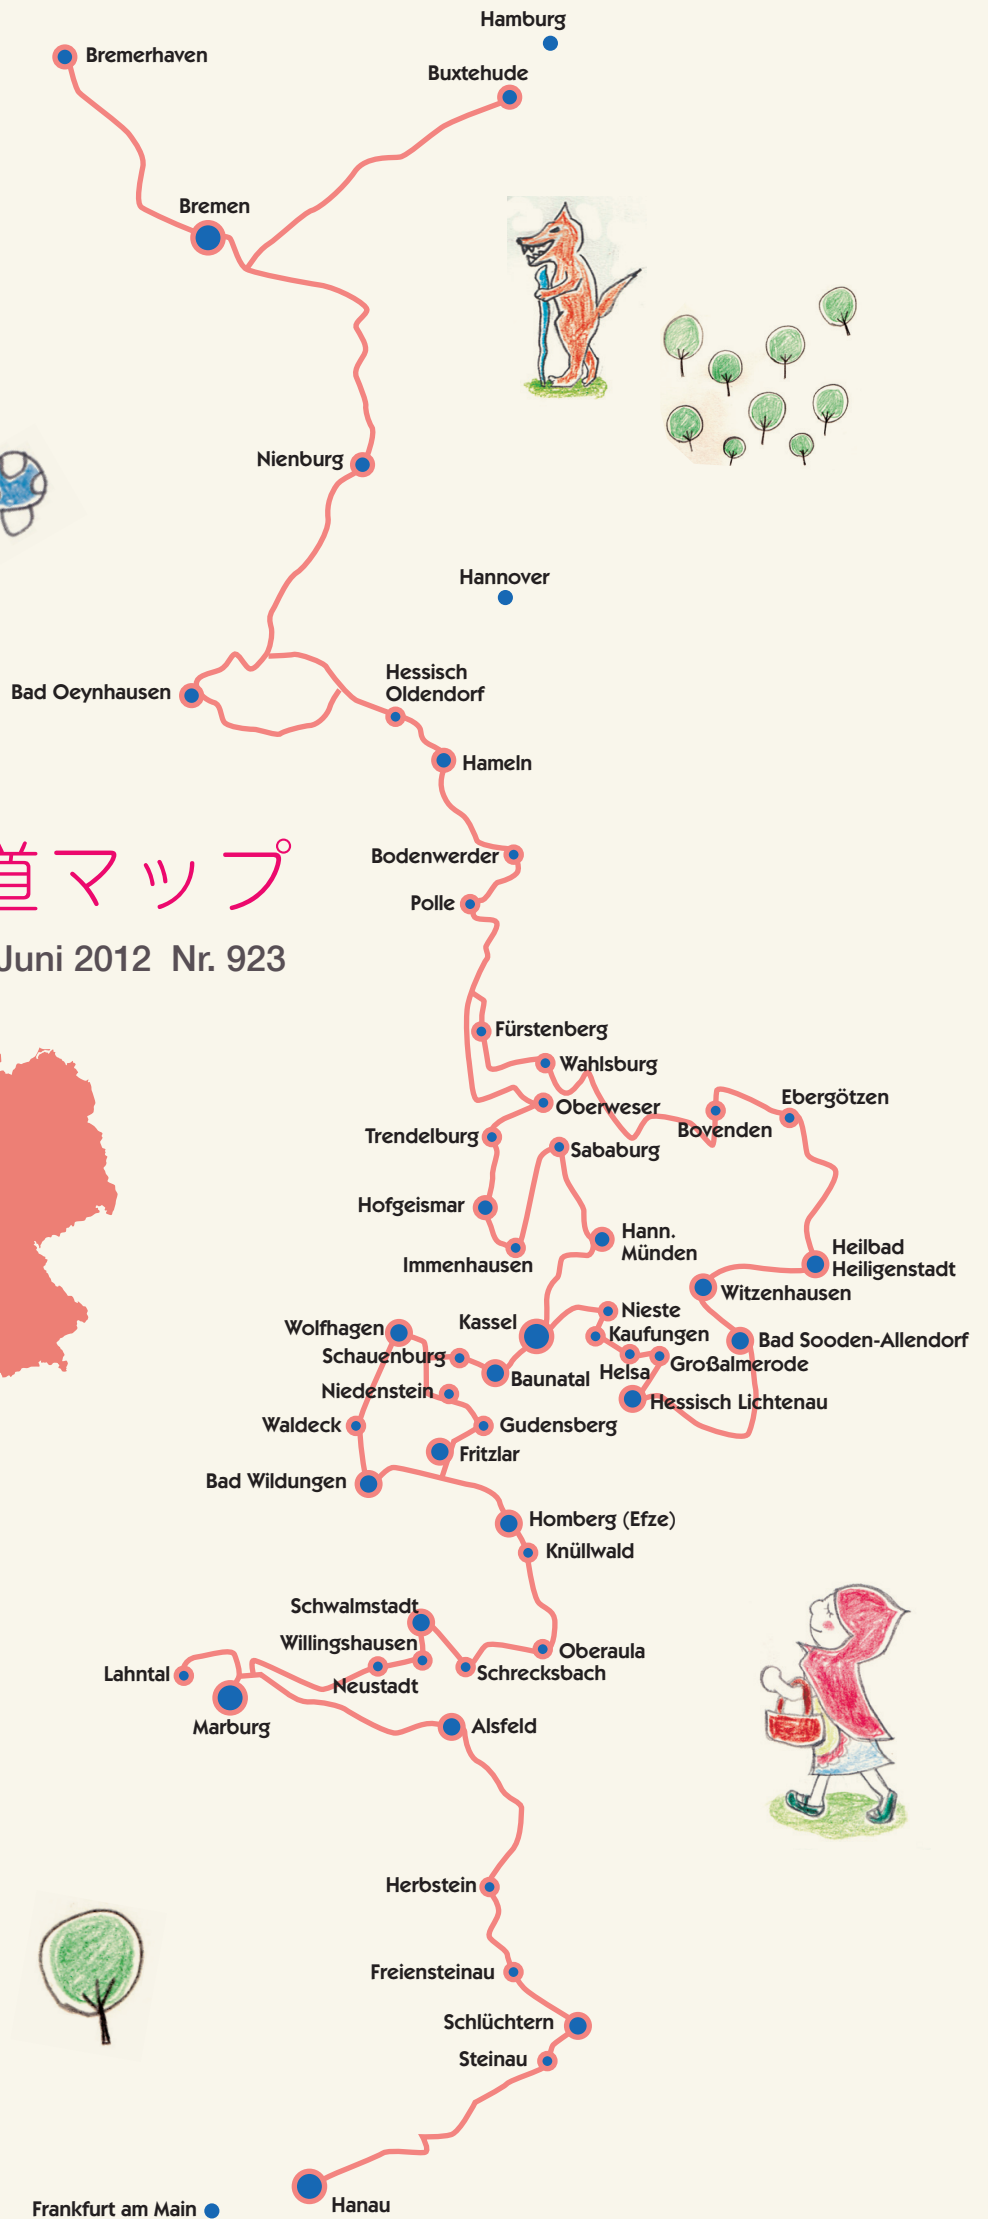 Hamburg
Bremerhaven
Buxtehude
Bremen
Nienburg
Hannover
Hessisch
Oldendorf
Bad Oeynhausen
Hameln
道マップ
Bodenwerder
Polle
Juni 2012 Nr. 923
Fürstenberg
Wahlsburg
Ebergötzen
Oberweser
Bovenden
Trendelburg
Sababurg
Hofgeismar
Hann.
Münden
Immenhausen
Heilbad
Heiligenstadt
Witzenhausen
Nieste
Kassel
Wolfhagen
Kaufungen
Bad Sooden-Allendorf
Schauenburg
Großalmerode
Helsa
Baunatal
Niedenstein
Hessisch Lichtenau
Waldeck
Gudensberg
Fritzlar
Bad Wildungen
Homberg (Efze)
Knüllwald
Schwalmstadt
Willingshausen
Oberaula
Lahntal
Schrecksbach
Neustadt
Marburg
Alsfeld
Herbstein
Freiensteinau
Schlüchtern
Steinau
Hanau
Frankfurt am Main